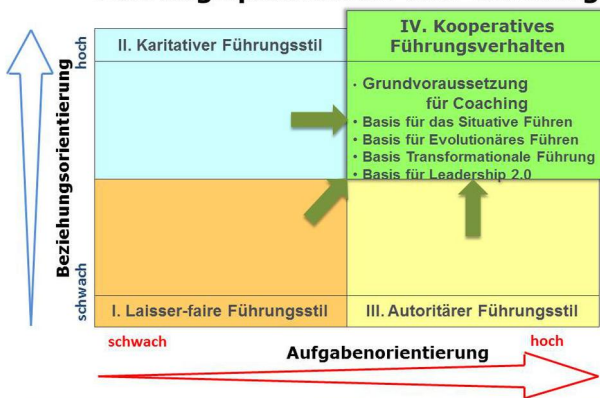 IV. Kooperatives
Führungsverhalten
II. Karitativer Führungsstil
hoch
Beziehungsorientierung
schwach
· Grundvoraussetzung
für Coaching
• Basis für das Situative Führen
• Basis für Evolutionäres Führen
• Basis Transformationale Führung
• Basis für Leadership 2.0
I. Laisser-faire Führungsstil
III. Autoritärer Führungsstil
schwach
hoch
Aufgabenorientierung